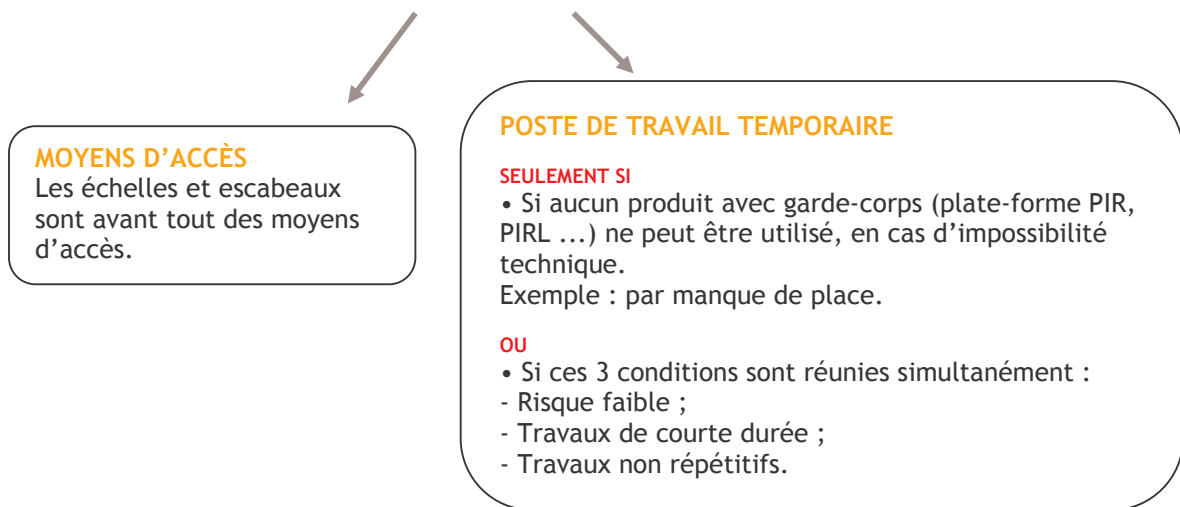 MOYENS D’ACCÈS
Les échelles et escabeaux
sont avant tout des moyens
d’accès.
POSTE DE TRAVAIL TEMPORAIRE
SEULEMENT SI
• Si aucun produit avec garde-corps (plate-forme PIR,
PIRL ...) ne peut être utilisé, en cas d’impossibilité
technique.
Exemple : par manque de place.
OU
• Si ces 3 conditions sont réunies simultanément :
- Risque faible ;
- Travaux de courte durée ;
- Travaux non répétitifs.